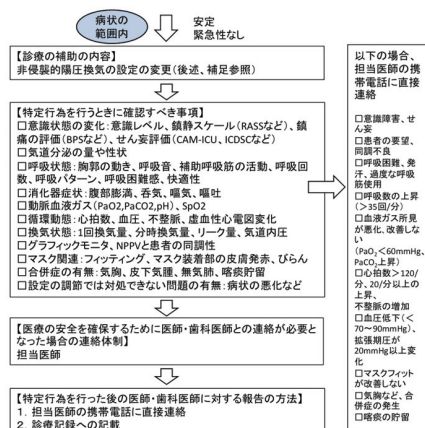 病状の
範囲内
安定
緊急性なし
【診療の補助の内容】
非侵襲的陽圧換気の設定の変更(後述、補足参照)
【特定行為を行うときに確認すべき事項】
□意識状態の変化:意識レベル、鎮静スケール(RASSなど)、鎮
痛の評価(BPSなど)、せん妄評価(CAM-ICU、ICDSCなど)
□気道分泌の量や性状
□呼吸状態:胸郭の動き、呼吸音、補助呼吸筋の活動、呼吸回
数、呼吸パターン、呼吸困難感、快適性
□消化器症状:腹部膨満、呑気、嘔気、嘔吐
□動脈血液ガス(PaO2,PaCO2,pH)、SpO2
□循環動態:心拍数、血圧、不整脈、虚血性心電図変化
□換気状態:1回換気量、分時換気量、リーク量、気道内圧
□グラフィックモニタ、NPPVと患者の同調性
□マスク関連:フィッティング、マスク装着部の皮膚発赤、びらん
□合併症の有無:気胸、皮下気腫、無気肺、喀痰貯留
□設定の調節では対処できない問題の有無:病状の悪化など
【医療の安全を確保するために医師・歯科医師との連絡が必要と
なった場合の連絡体制】
担当医師
【特定行為を行った後の医師・歯科医師に対する報告の方法】
1. 担当医師の携帯電話に直接連絡
2. 診療記録への記載
以下の場合、
担当医師の携
帯電話に直接
連絡
□意識障害、せ
ん妄
□患者の要望、
同調不良
□呼吸困難、発
汗、過度な呼吸
筋使用
□呼吸数の上昇
(>35回/分)
□血液ガス所見
が悪化、改善しな
い
(PaO₂<60mmHg、
PaCO₂上昇)
□心拍数>120/
分、20/分以上の
上昇、
不整脈の増加
□血圧低下(<
70~90mmHg)、
拡張期圧が
20mmHg以上変
化
□マスクフィット
が改善しない
□気胸など、合
併症の発生
□喀痰の貯留